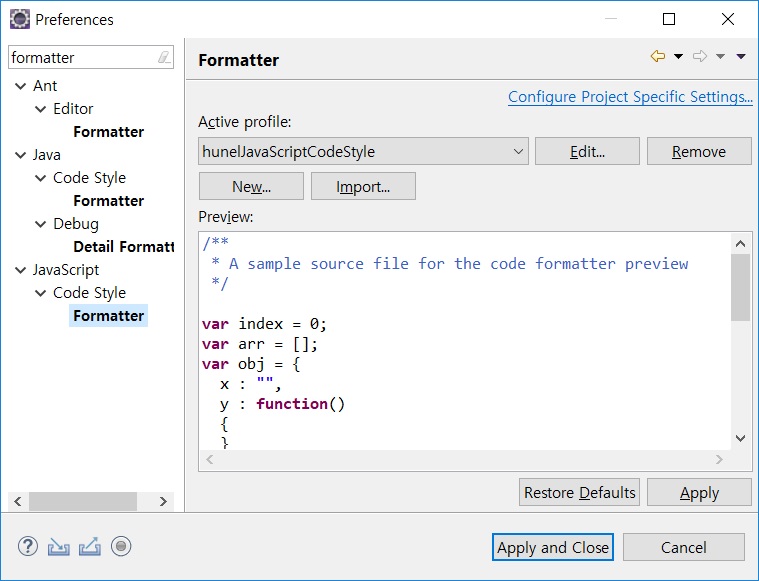 Preferences
formatter
Ant
Editor
Formatter
Java
Code Style
Formatter
Debug
Detail Formatt
JavaScript
Code Style
Formatter
Formatter
Configure Project Specific Settings...
Active profile:
hunelJavaScriptCodeStyle
Edit...
Remove
New...
Import...
Preview:
/**
* A sample source file for the code formatter preview
*/
var index = 0;
var arr = [];
var obj = {
x : "",
y : function()
{
}
Restore Defaults
Apply
Apply and Close
Cancel